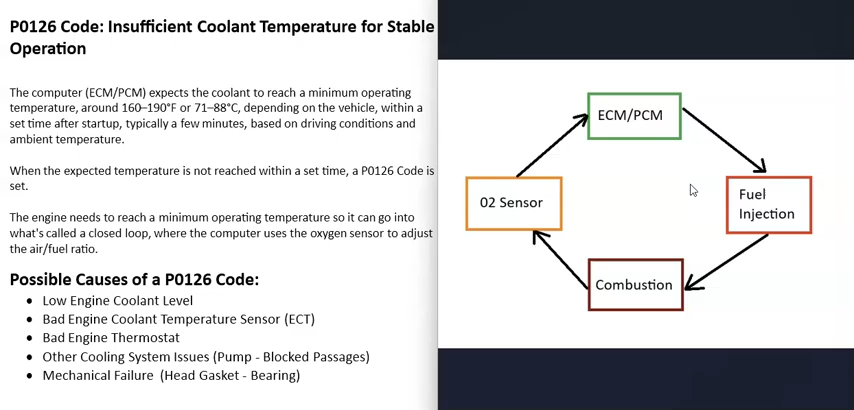 P0126 Code: Insufficient Coolant Temperature for Stable
Operation
The computer (ECM/PCM) expects the coolant to reach a minimum operating
temperature, around 160–190°F or 71–88°C, depending on the vehicle, within a
set time after startup, typically a few minutes, based on driving conditions and
ambient temperature.
When the expected temperature is not reached within a set time, a P0126 Code is
set.
The engine needs to reach a minimum operating temperature so it can go into
what's called a closed loop, where the computer uses the oxygen sensor to adjust
the air/fuel ratio.
Possible Causes of a P0126 Code:
• Low Engine Coolant Level
• Bad Engine Coolant Temperature Sensor (ECT)
• Bad Engine Thermostat
• Other Cooling System Issues (Pump - Blocked Passages)
• Mechanical Failure (Head Gasket - Bearing)
ECM/PCM
02 Sensor
Fuel
Injection
Combustion